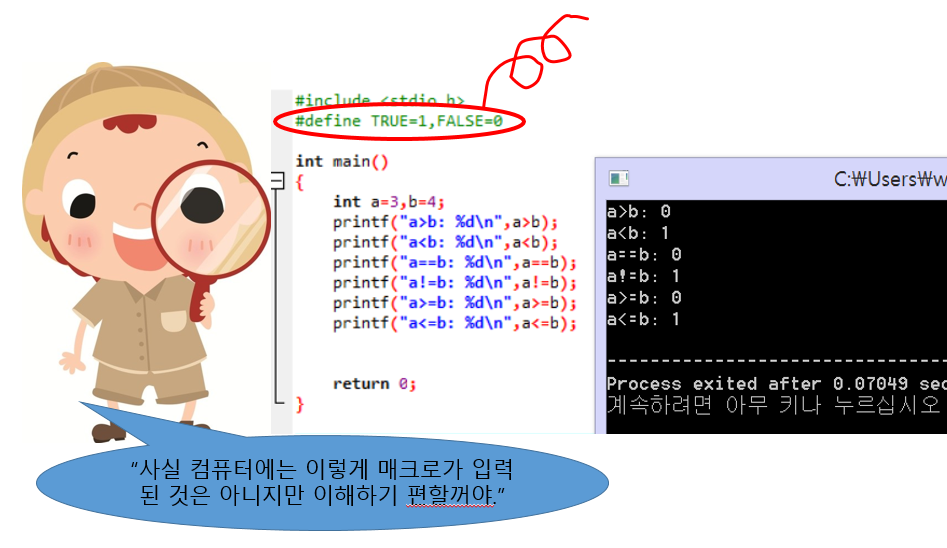 #include <stdio.h>
#define TRUE=1,FALSE=0
int main()
{
int a=3,b=4;
printf("a>b: %d\n",a>b);
printf("a<b: %d\n",a<b);
printf("a==b: %d\n",a==b);
printf("a!=b: %d\n",a!=b);
printf("a>=b: %d\n",a>=b);
printf("a<=b: %d\n",a<=b);
return 0;
}
C:₩Users₩w
a>b: 0
a<b: 1
a==b: 0
a!=b: 1
a>=b: 0
a<=b: 1
--------------------------------
Process exited after 0.07049 sec
계속하려면 아무 키나 누르십시오
“사실 컴퓨터에는 이렇게 매크로가 입력
된 것은 아니지만 이해하기 편할꺼야.”